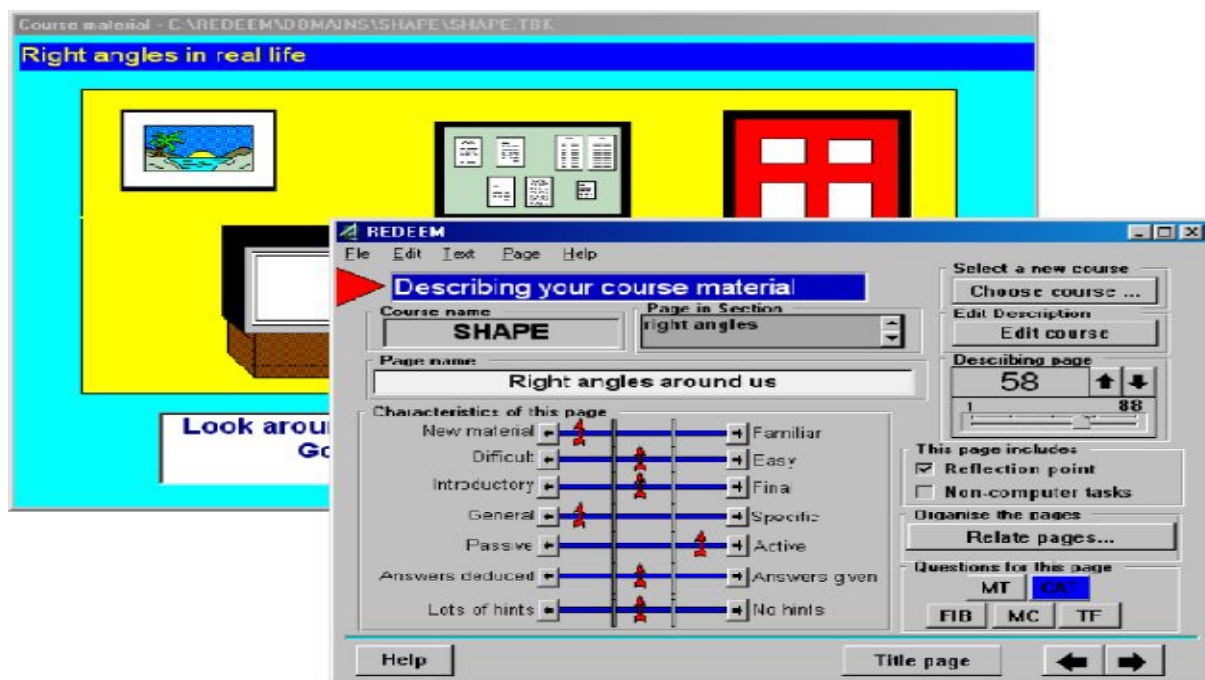 Course material - C:\REDEEM\DOMAINS\SHAPE\SHAPE.TBK
Right angles in real life
Look arou
Go
REDEEM
File Edit Text Page Help
Describing your course material
Course name
SHAPE
Page in Section
right angles
Page name
Right angles around us
Select a new course
Choose course ...
Edit Description
Edit course
Describing page
58
1 88
Characteristics of this page
New material Familiar
Difficult Easy
Introductory Final
General Specific
Passive Active
Answers deduced Answers given
Lots of hints No hints
This page includes
Reflection point
Non-computer tasks
Organise the pages
Relate pages...
Questions for this page
MT CAT
FIB MC TF
Help
Title page